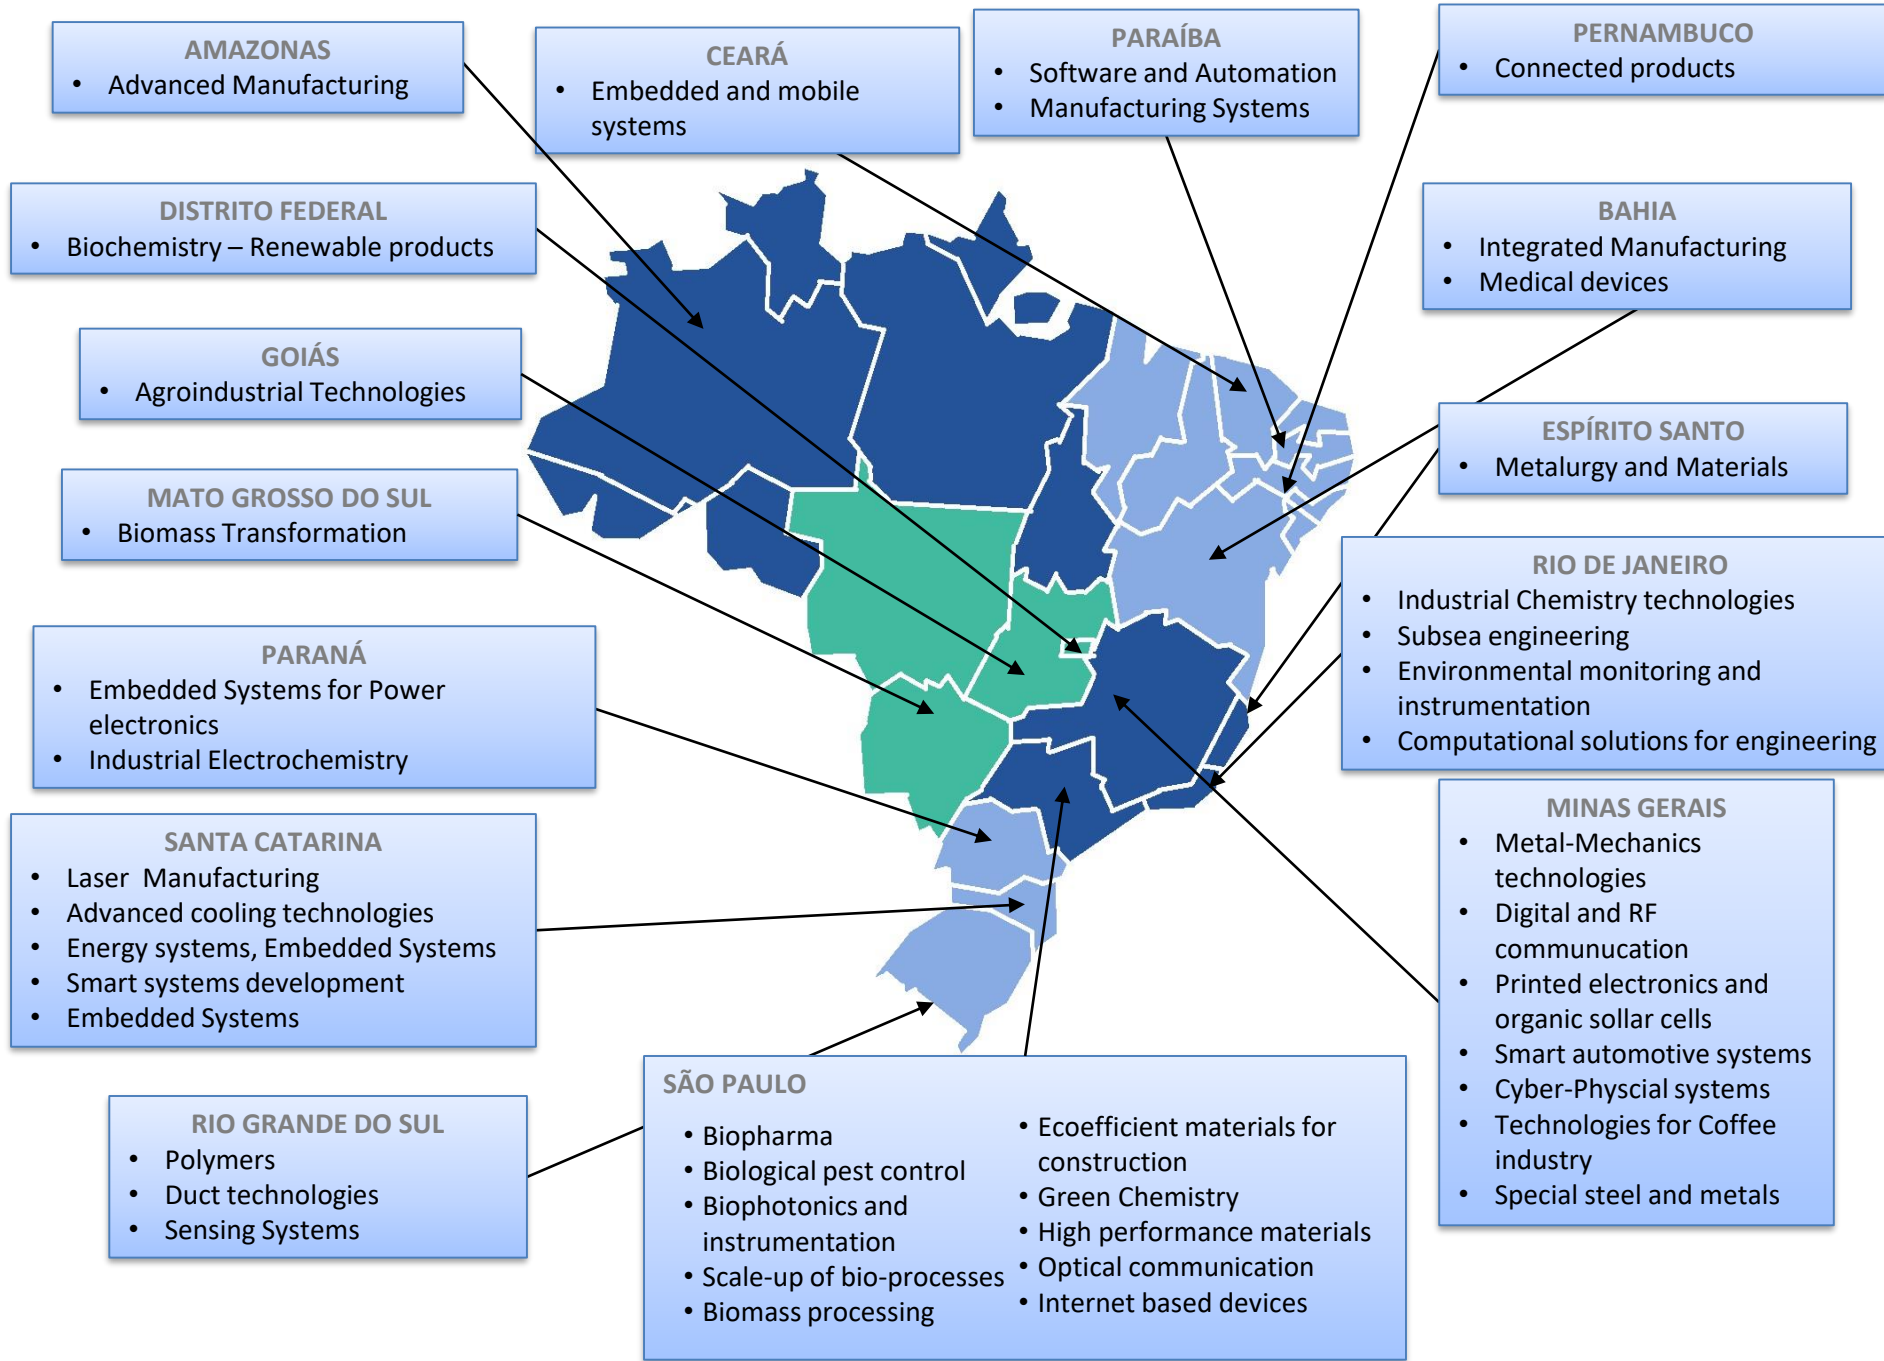 AMAZONAS
• Advanced Manufacturing
CEARÁ
• Embedded and mobile
systems
PARAÍBA
• Software and Automation
• Manufacturing Systems
PERNAMBUCO
• Connected products
DISTRITO FEDERAL
• Biochemistry – Renewable products
BAHIA
• Integrated Manufacturing
• Medical devices
GOIÁS
• Agroindustrial Technologies
ESPÍRITO SANTO
• Metalurgy and Materials
MATO GROSSO DO SUL
• Biomass Transformation
RIO DE JANEIRO
• Industrial Chemistry technologies
• Subsea engineering
• Environmental monitoring and
instrumentation
• Computational solutions for engineering
PARANÁ
• Embedded Systems for Power
electronics
• Industrial Electrochemistry
SANTA CATARINA
• Laser Manufacturing
• Advanced cooling technologies
• Energy systems, Embedded Systems
• Smart systems development
• Embedded Systems
MINAS GERAIS
• Metal-Mechanics
technologies
• Digital and RF
communucation
• Printed electronics and
organic sollar cells
• Smart automotive systems
• Cyber-Physcial systems
• Technologies for Coffee
industry
• Special steel and metals
RIO GRANDE DO SUL
• Polymers
• Duct technologies
• Sensing Systems
SÃO PAULO
• Biopharma
• Biological pest control
• Biophotonics and
instrumentation
• Scale-up of bio-processes
• Biomass processing
• Ecoefficient materials for
construction
• Green Chemistry
• High performance materials
• Optical communication
• Internet based devices